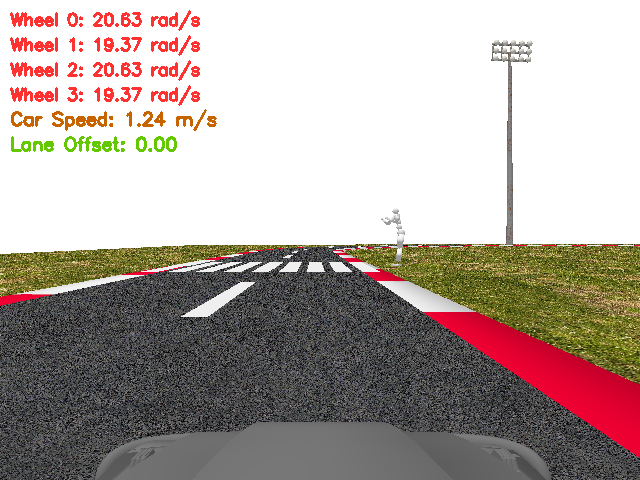 Wheel 0: 20.63 rad/s
Wheel 1: 19.37 rad/s
Wheel 2: 20.63 rad/s
Wheel 3: 19.37 rad/s
Car Speed: 1.24 m/s
Lane Offset: 0.00